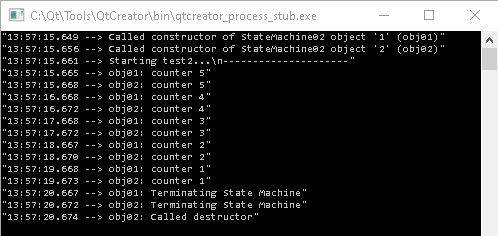 C:\Qt\Tools\QtCreator\bin\qtcreator_process_stub.exe
"13:57:15.649 --> Called constructor of StateMachine02 object '1' (obj01)"
"13:57:15.656 --> Called constructor of StateMachine02 object '2' (obj02)"
"13:57:15.661 --> Starting test2...\n---------------------"
"13:57:15.665 --> obj01: counter 5"
"13:57:15.668 --> obj02: counter 5"
"13:57:16.668 --> obj01: counter 4"
"13:57:16.672 --> obj02: counter 4"
"13:57:17.668 --> obj01: counter 3"
"13:57:17.672 --> obj02: counter 3"
"13:57:18.667 --> obj01: counter 2"
"13:57:18.670 --> obj02: counter 2"
"13:57:19.668 --> obj01: counter 1"
"13:57:19.673 --> obj02: counter 1"
"13:57:20.667 --> obj01: Terminating State Machine"
"13:57:20.672 --> obj02: Terminating State Machine"
"13:57:20.674 --> obj02: Called destructor"